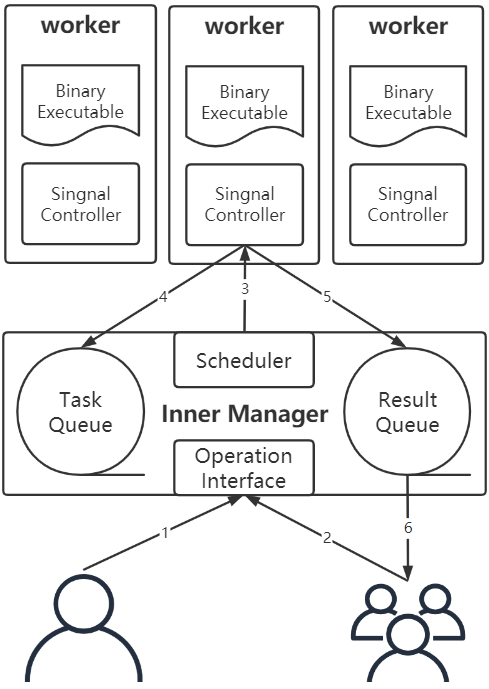 worker
worker
worker
Binary
Executable
Binary
Executable
Binary
Executable
Singnal
Controller
Singnal
Controller
Singnal
Controller
4
3
5
Scheduler
Task
Queue
Inner Manager
Result
Queue
Operation
Interface
1
2
6